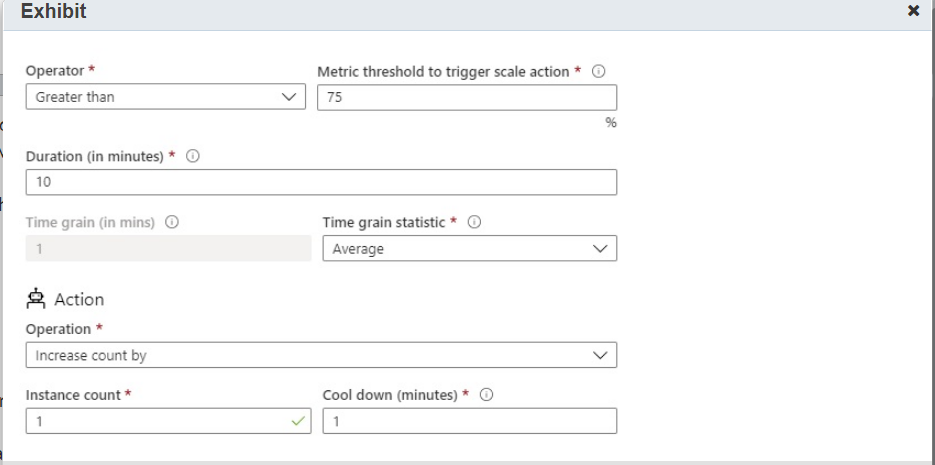 Exhibit ×
Operator * Metric threshold to trigger scale action *
Greater than 75
%
Duration (in minutes) *
10
Time grain (in mins) Time grain statistic *
1 Average
Action
Operation *
Increase count by
Instance count * Cool down (minutes) *
1 1